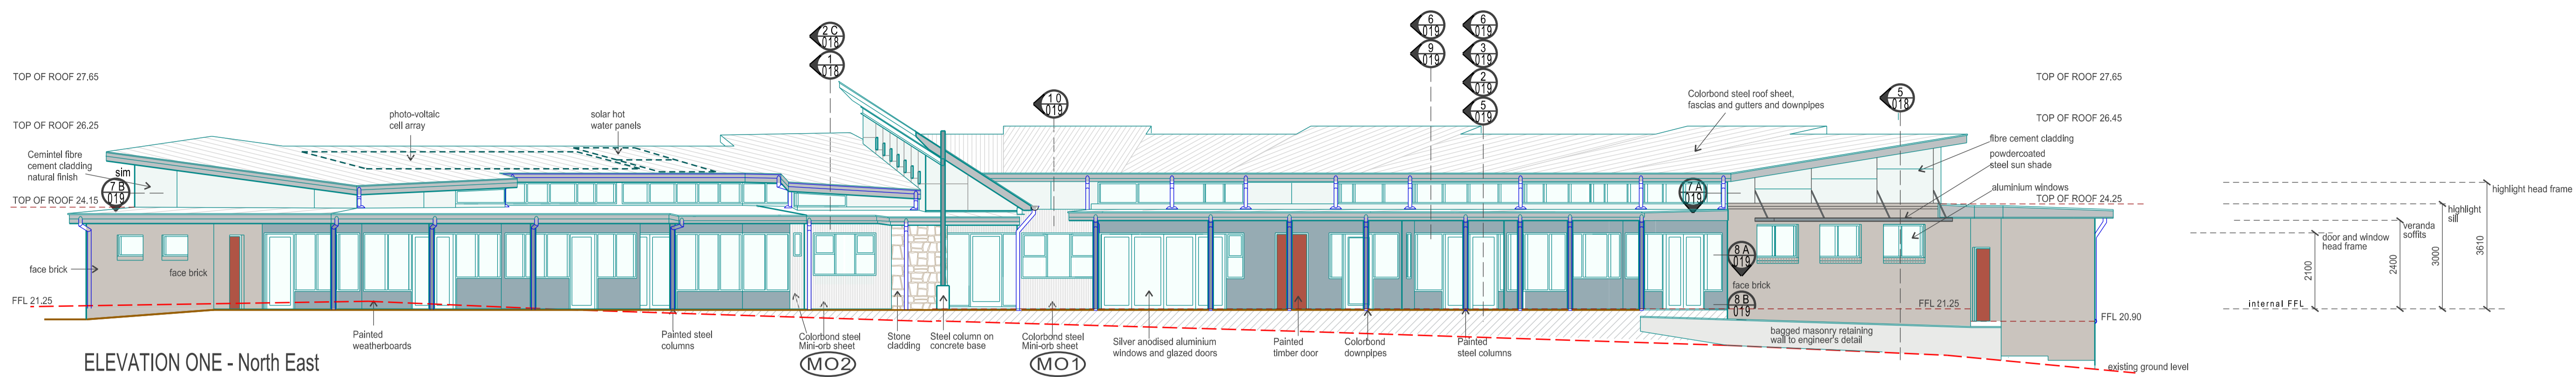 2 C
018
1
018
6
019
9
019
6
019
3
019
2
019
5
019
TOP OF ROOF 27,65
TOP OF ROOF 27,65
10
019
5
018
Colorbond steel roof sheet,
fascias and gutters and downpipes
photo-voltaic
cell array
solar hot
water panels
TOP OF ROOF 26,25
TOP OF ROOF 26.45
fibre cement cladding
Cemintel fibre
cement cladding
natural finish
sim
7 B
019
powdercoated
steel sun shade
aluminium windows
7 A
019
TOP OF ROOF 24,15
TOP OF ROOF 24.25
highlight head frame
highlight
sill
veranda
soffits
door and window
head frame
2100
2400
3000
3610
face brick
face brick
8 A
019
face brick
8 B
019
FFL 21.25
FFL 21.25
internal FFL
FFL 20.90
Painted
weatherboards
Painted steel
columns
Colorbond steel
Mini-orb sheet
MO2
Stone
cladding
Steel column on
concrete base
Colorbond steel
Mini-orb sheet
MO1
Silver anodised aluminium
windows and glazed doors
Painted
timber door
Colorbond
downpipes
Painted
steel columns
bagged masonry retaining
wall to engineer's detail
existing ground level
ELEVATION ONE - North East